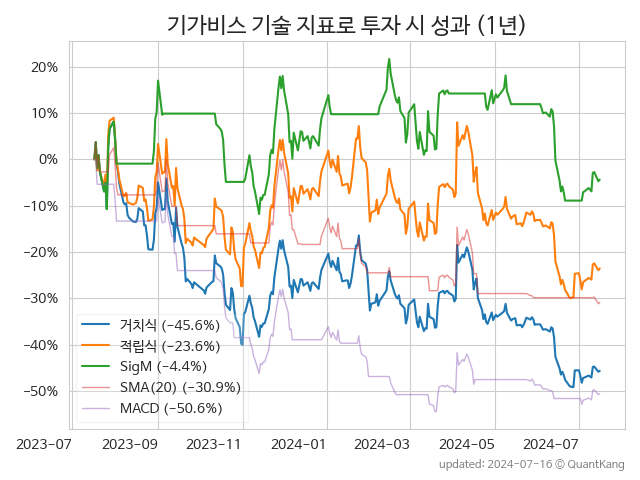 기가비스 기술 지표로 투자 시 성과 (1년)
20%
10%
0%
−10%
−20%
−30%
−40%
−50%
거치식 (−45.6%)
적립식 (−23.6%)
SigM (−4.4%)
SMA(20) (−30.9%)
MACD (−50.6%)
2023-07 2023-09 2023-11 2024-01 2024-03 2024-05 2024-07
updated: 2024-07-16 © QuantKang